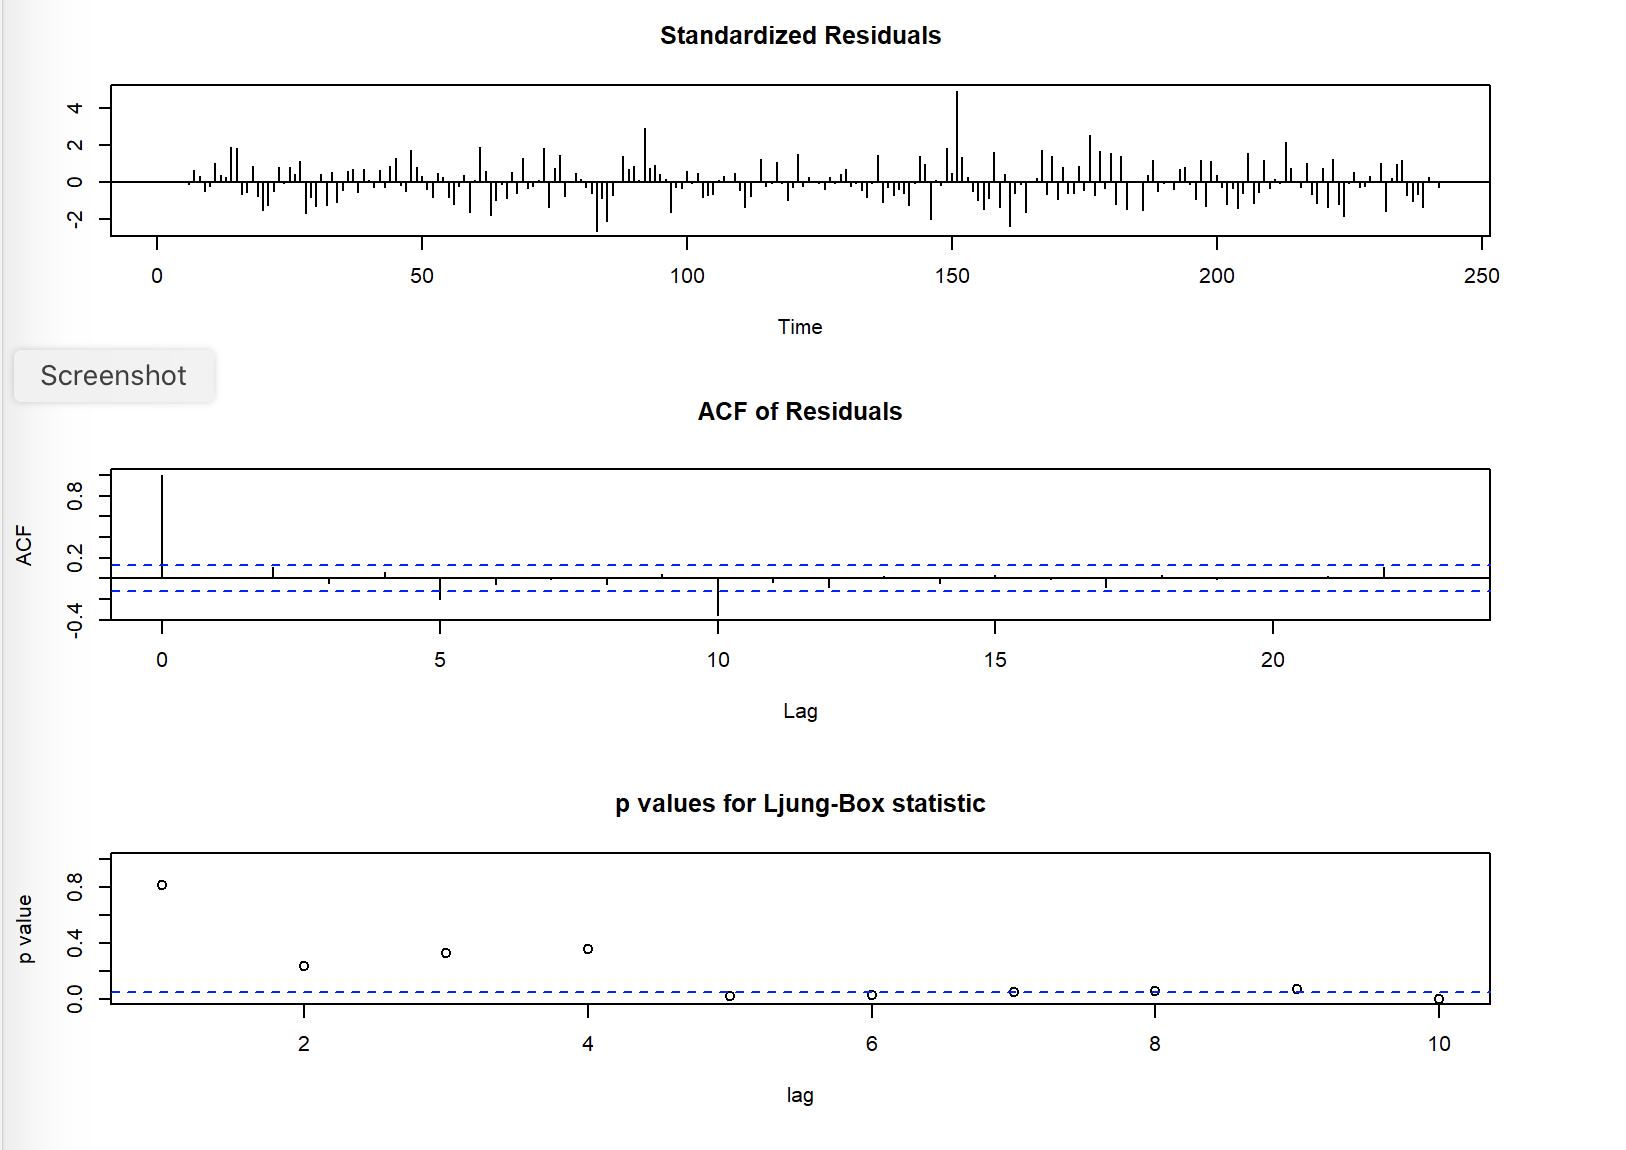 Standardized Residuals
4
2
0
-2
0 50 100 150 200 250
Time
Screenshot
ACF of Residuals
ACF
0.8
0.2
-0.4
0 5 10 15 20
Lag
p values for Ljung-Box statistic
p value
0.8
0.4
0.0
2 4 6 8 10
lag